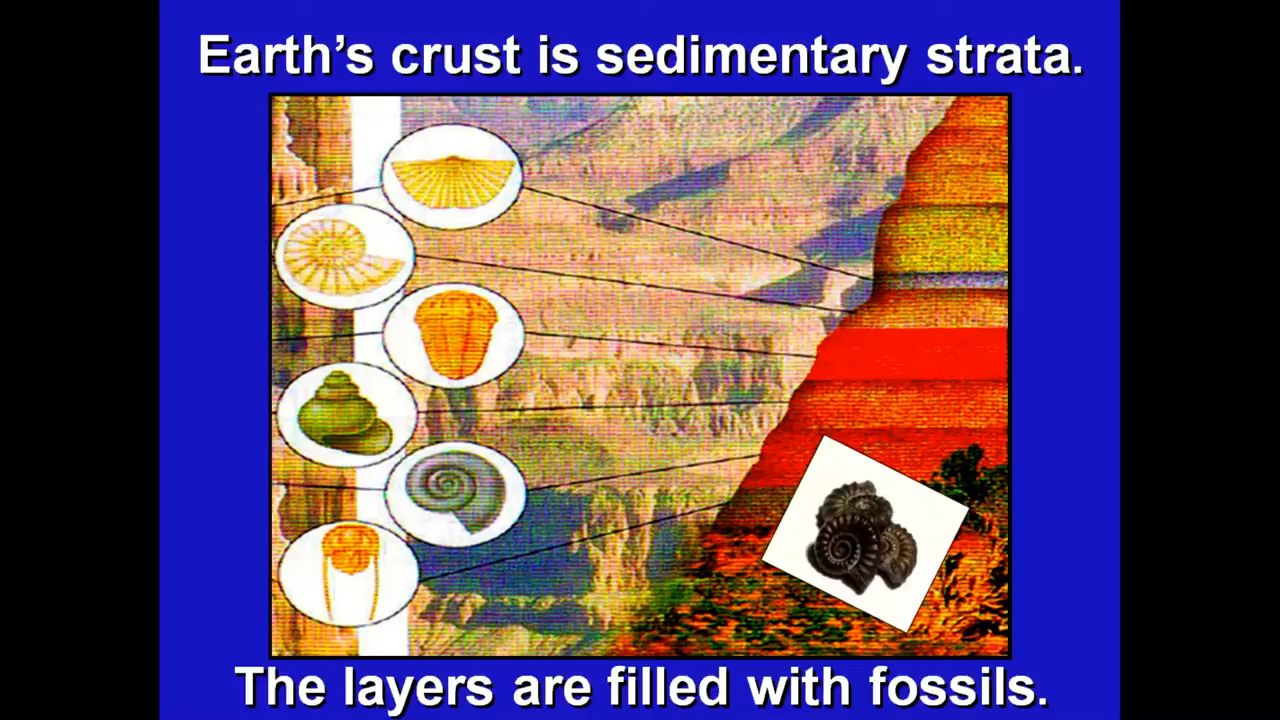 Earth's crust is sedimentary strata.
The layers are filled with fossils.